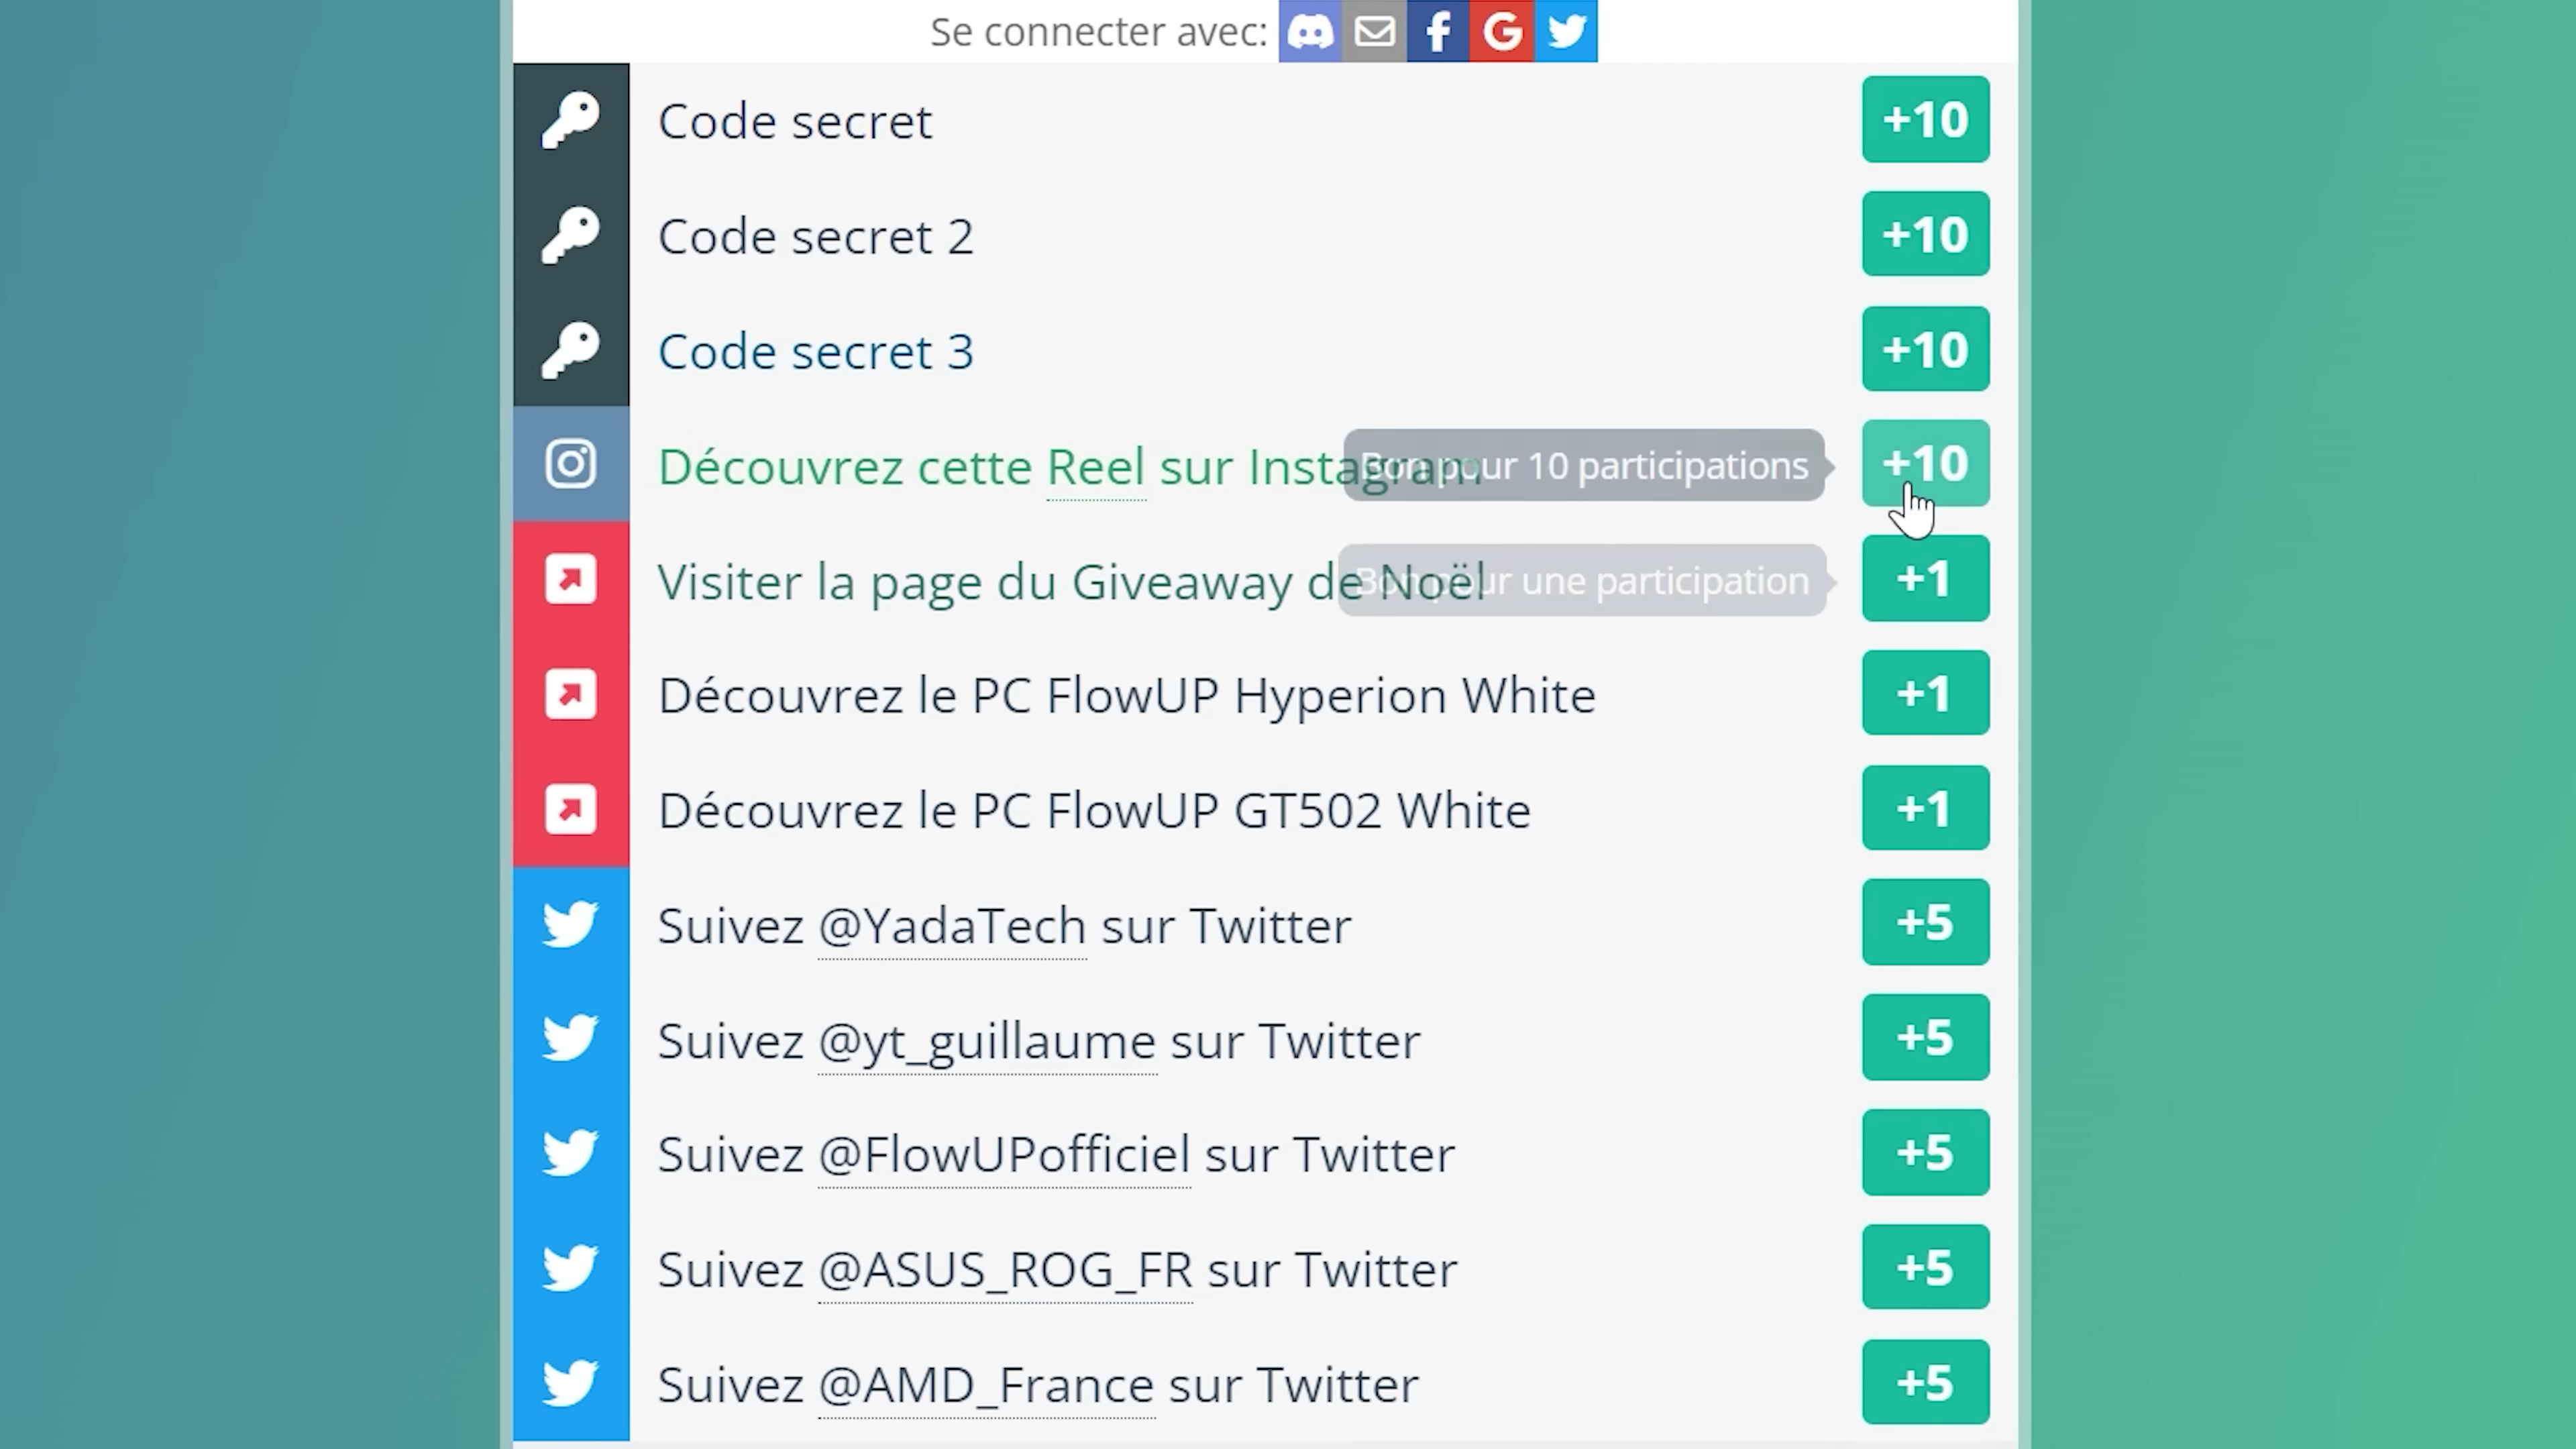 Se connecter avec:
Code secret +10
Code secret 2 +10
Code secret 3 +10
Découvrez cette Reel sur Instagram Bon pour 10 participations +10
Visiter la page du Giveaway de Noël Bon pour une participation +1
Découvrez le PC FlowUP Hyperion White +1
Découvrez le PC FlowUP GT502 White +1
Suivez @YadaTech sur Twitter +5
Suivez @yt_guillaume sur Twitter +5
Suivez @FlowUPofficiel sur Twitter +5
Suivez @ASUS_ROG_FR sur Twitter +5
Suivez @AMD_France sur Twitter +5